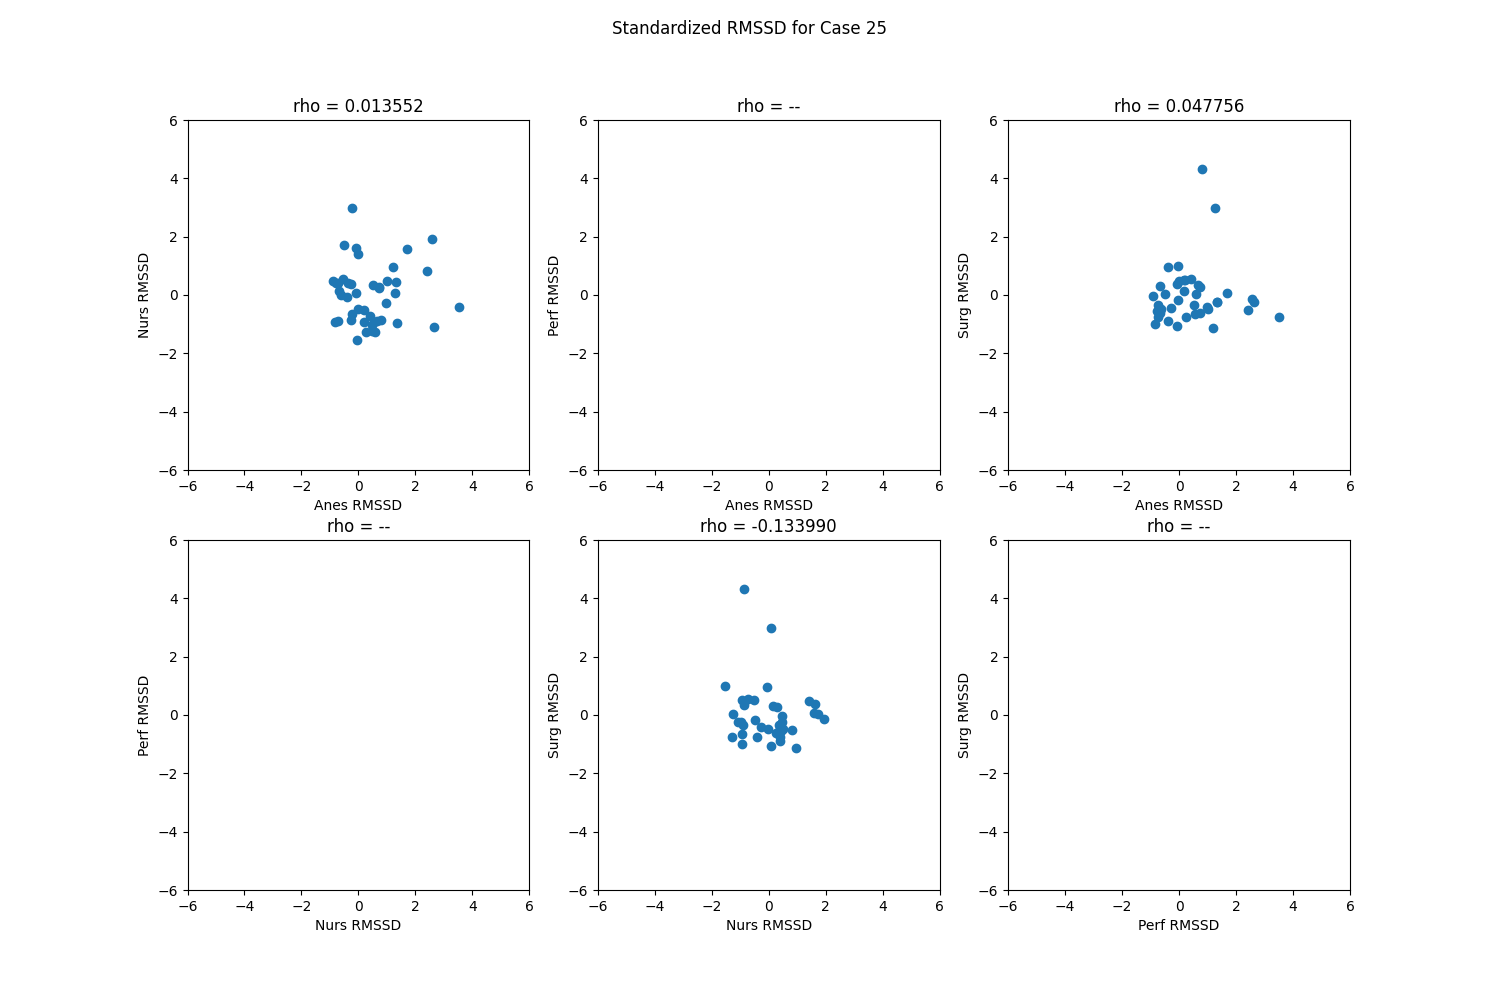 Standardized RMSSD for Case 25
rho = 0.013552
6
4
2
0
−2
−4
−6
−6 −4 −2 0 2 4 6
Nurs RMSSD
Anes RMSSD
rho = --
6
4
2
0
−2
−4
−6
−6 −4 −2 0 2 4 6
Perf RMSSD
Anes RMSSD
rho = 0.047756
6
4
2
0
−2
−4
−6
−6 −4 −2 0 2 4 6
Surg RMSSD
Anes RMSSD
rho = --
6
4
2
0
−2
−4
−6
−6 −4 −2 0 2 4 6
Perf RMSSD
Nurs RMSSD
rho = -0.133990
6
4
2
0
−2
−4
−6
−6 −4 −2 0 2 4 6
Surg RMSSD
Nurs RMSSD
rho = --
6
4
2
0
−2
−4
−6
−6 −4 −2 0 2 4 6
Surg RMSSD
Perf RMSSD